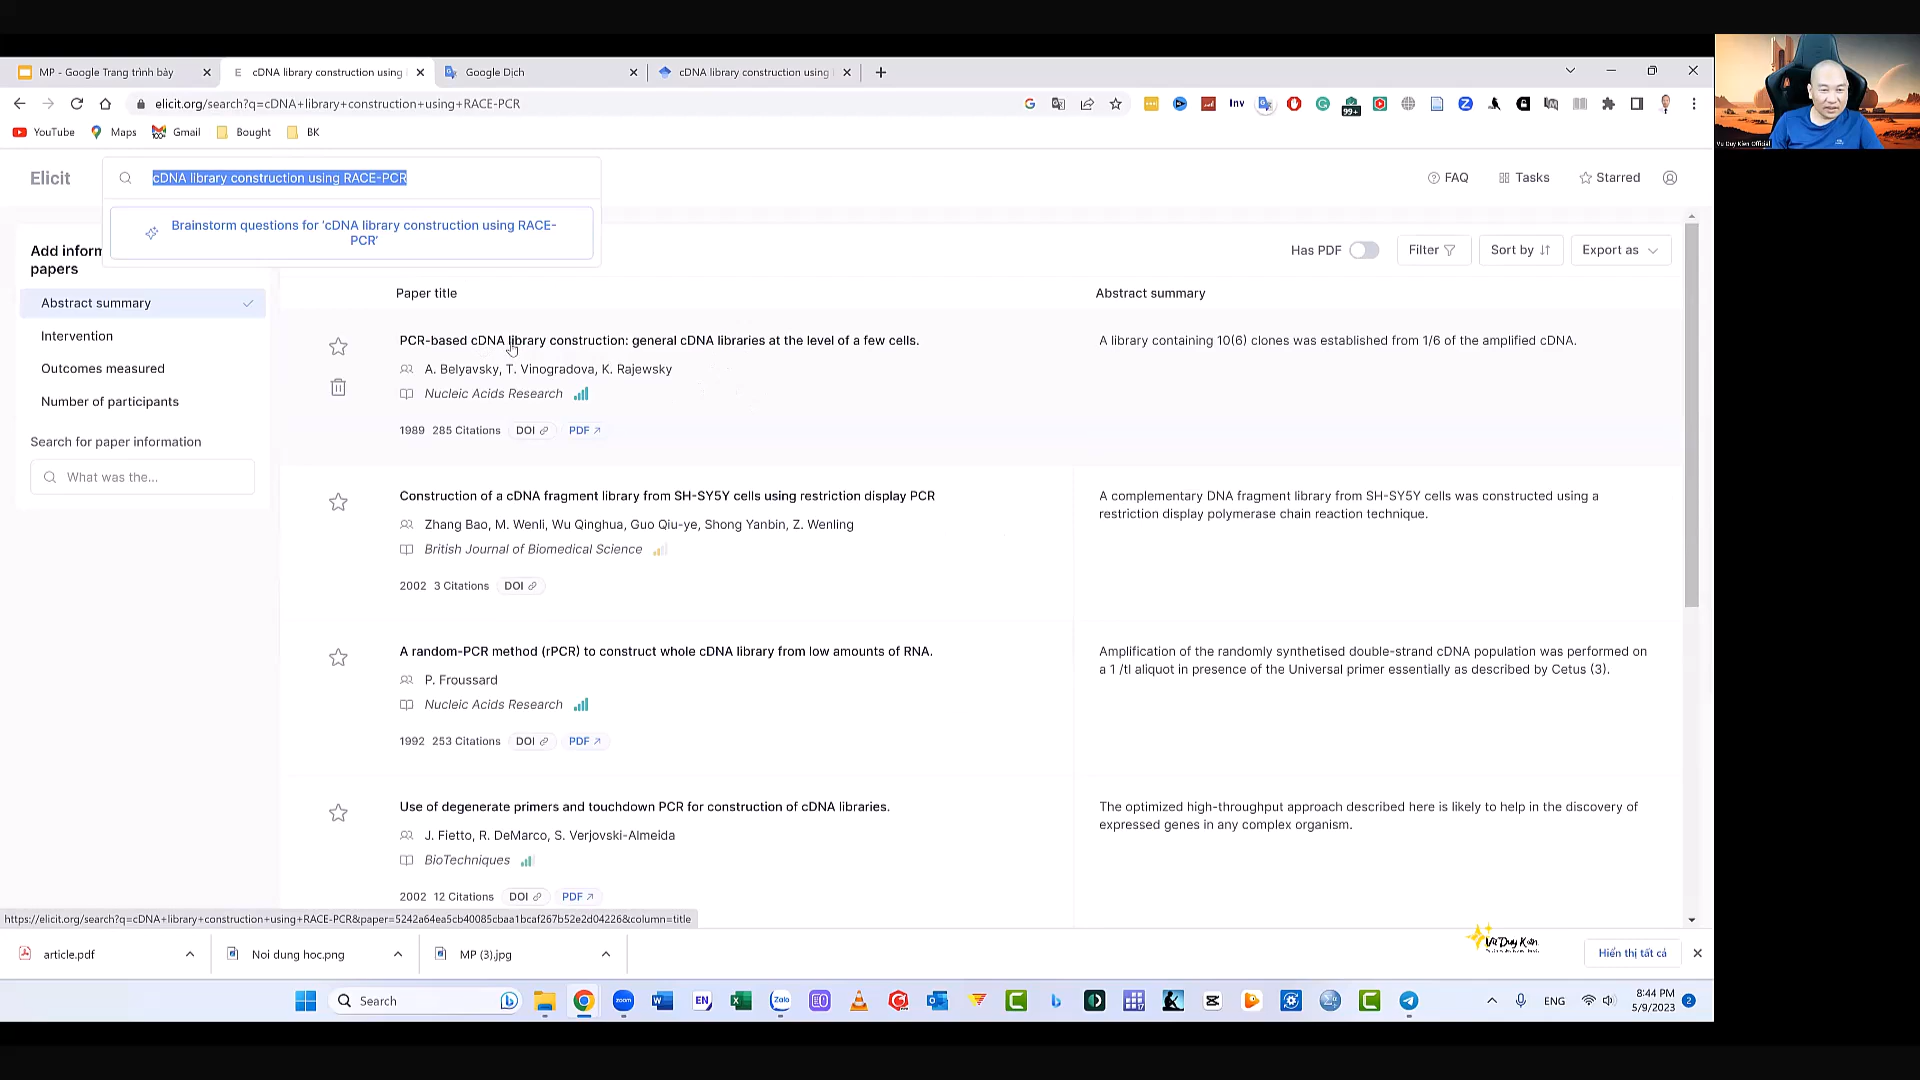 MP - Google Trang trình bày
cDNA library construction using
Google Dịch
cDNA library construction using
elicit.org/search?q=cDNA+library+construction+using+RACE-PCR
Inv
99+
YouTube
Maps
Gmail
Bought
BK
Vu Duy Kien Official
Elicit
cDNA library construction using RACE-PCR
FAQ
Tasks
Starred
Brainstorm questions for 'cDNA library construction using RACE-
PCR'
Add inform
papers
Has PDF
Filter
Sort by
Export as
Abstract summary
Intervention
Outcomes measured
Number of participants
Search for paper information
What was the...
Paper title
Abstract summary
PCR-based cDNA library construction: general cDNA libraries at the level of a few cells.
A. Belyavsky, T. Vinogradova, K. Rajewsky
Nucleic Acids Research
1989 285 Citations DOI PDF
A library containing 10(6) clones was established from 1/6 of the amplified cDNA.
Construction of a cDNA fragment library from SH-SY5Y cells using restriction display PCR
Zhang Bao, M. Wenli, Wu Qinghua, Guo Qiu-ye, Shong Yanbin, Z. Wenling
British Journal of Biomedical Science
2002 3 Citations DOI
A complementary DNA fragment library from SH-SY5Y cells was constructed using a
restriction display polymerase chain reaction technique.
A random-PCR method (rPCR) to construct whole cDNA library from low amounts of RNA.
P. Froussard
Nucleic Acids Research
1992 253 Citations DOI PDF
Amplification of the randomly synthetised double-strand cDNA population was performed on
a 1 /tl aliquot in presence of the Universal primer essentially as described by Cetus (3).
Use of degenerate primers and touchdown PCR for construction of cDNA libraries.
J. Fietto, R. DeMarco, S. Verjovski-Almeida
BioTechniques
2002 12 Citations DOI PDF
The optimized high-throughput approach described here is likely to help in the discovery of
expressed genes in any complex organism.
https://elicit.org/search?q=cDNA+library+construction+using+RACE-PCR&paper=5242a64ea5cb40085cbaa1bcaf267b52e2d04226&column=title
article.pdf
Noi dung hoc.png
MP (3).jpg
Vũ Duy Kiên
Hiển thị tất cả
Search
zoom
EN
Zalo
ENG
8:44 PM
5/9/2023
2